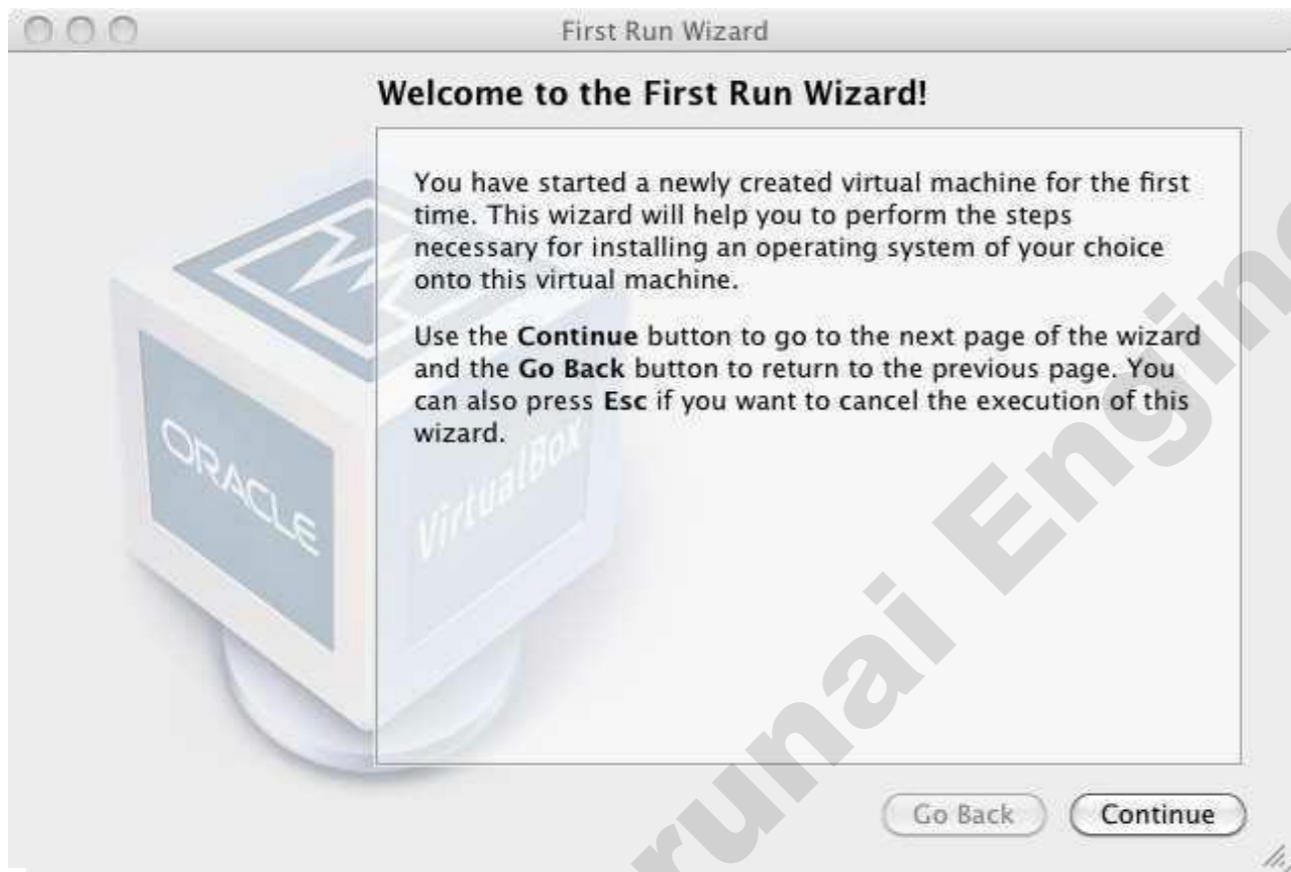 First Run Wizard
Welcome to the First Run Wizard!
You have started a newly created virtual machine for the first
time. This wizard will help you to perform the steps
necessary for installing an operating system of your choice
onto this virtual machine.
Use the Continue button to go to the next page of the wizard
and the Go Back button to return to the previous page. You
can also press Esc if you want to cancel the execution of this
wizard.
ORACLE
VirtualBox
Go Back
Continue